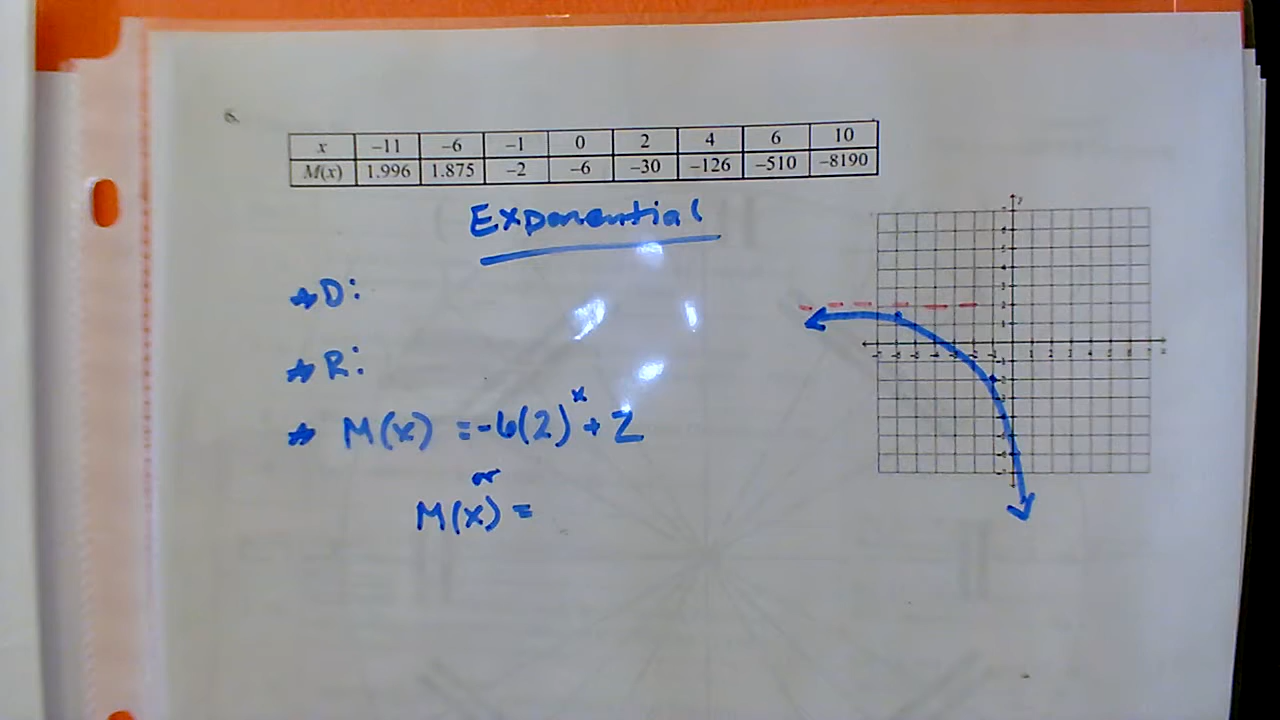 6.
x −11 −6 −1 0 2 4 6 10
M(x) 1.996 1.875 −2 −6 −30 −126 −510 −8190
Exponential
D:
R:
M(x) = -6(2)^x + 2
or
M(x) =